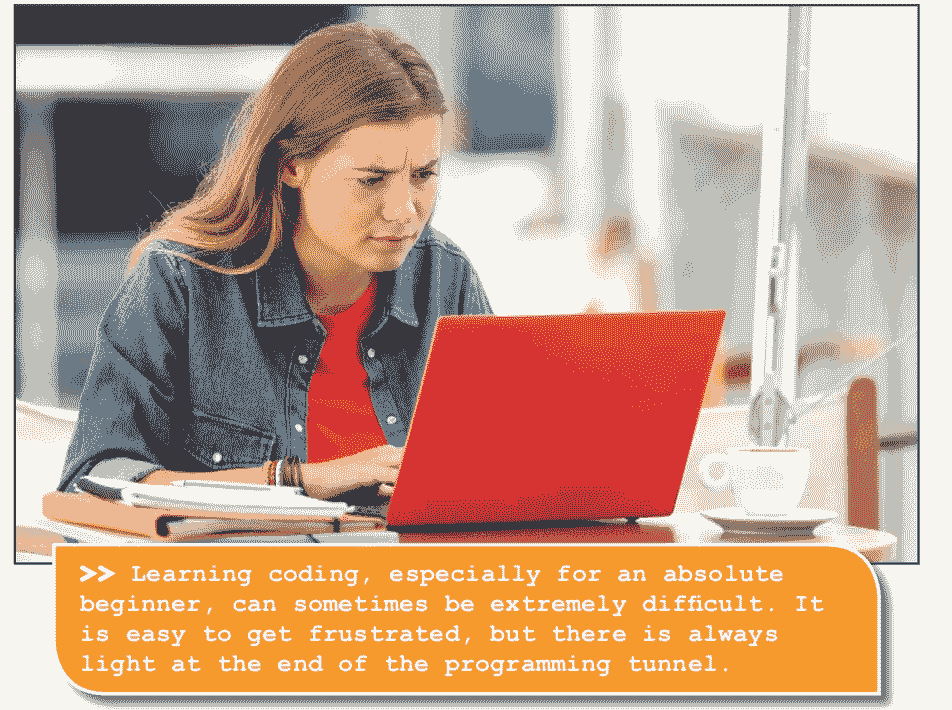 >> Learning coding, especially for an absolute
beginner, can sometimes be extremely difficult. It
is easy to get frustrated, but there is always
light at the end of the programming tunnel.